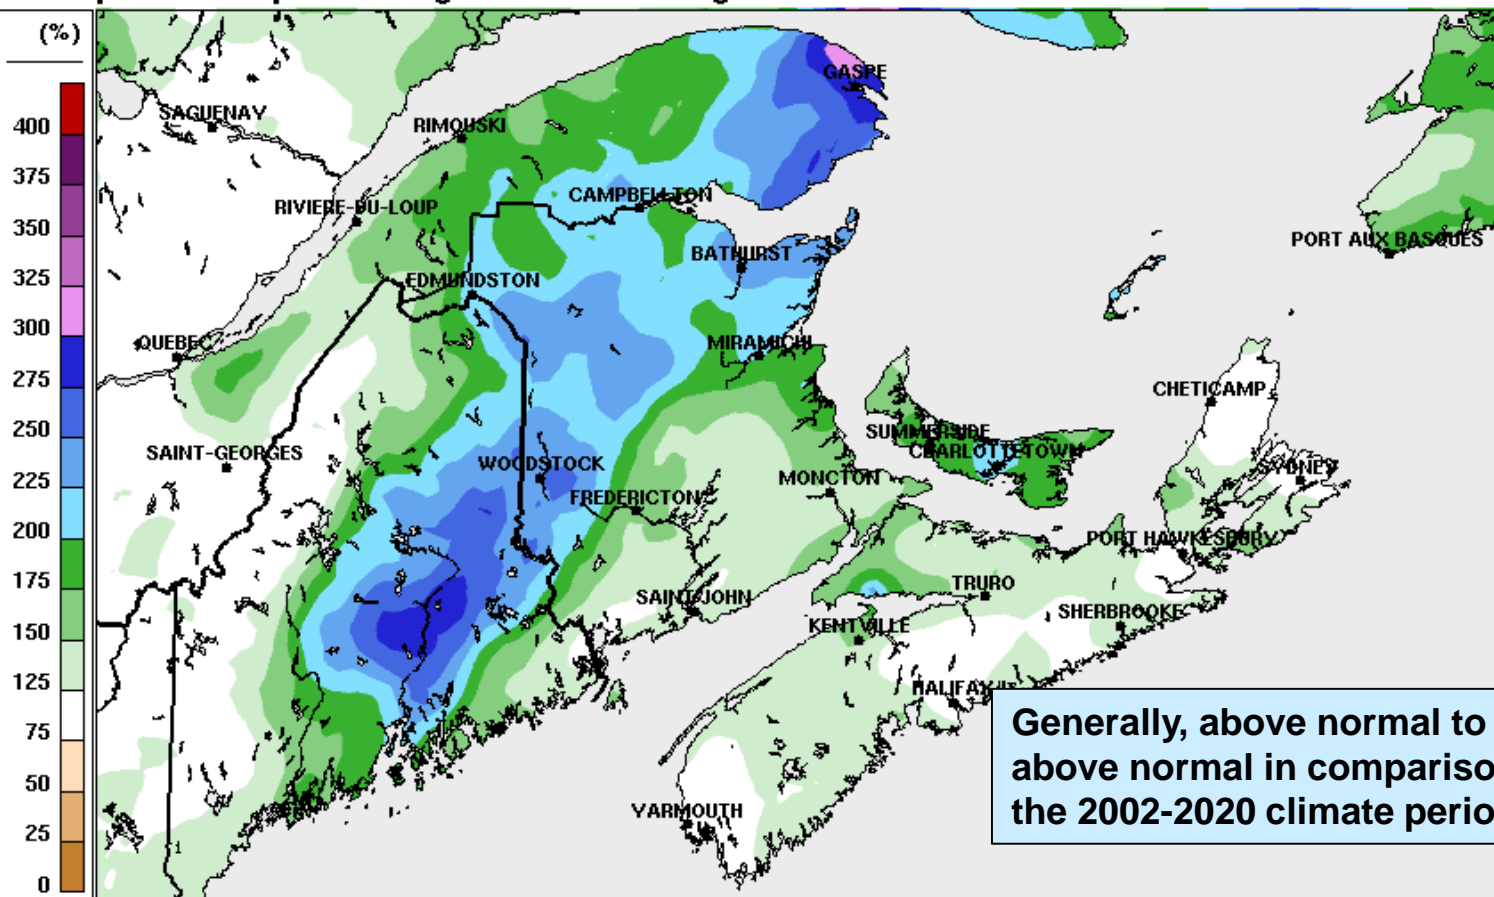 (%)
400
375
350
325
300
275
250
225
200
175
150
125
75
50
25
0
GASPE
SAGUENAY
RIMOUSKI
CAMPBELLTON
RIVIERE-DU-LOUP
PORT AUX BASQUES
BATHURST
EDMUNDSTON
QUEBEC
MIRAMICHI
CHETICAMP
SUMMERSIDE
CHARLOTTETOWN
SAINT-GEORGES
WOODSTOCK
SYDNEY
MONCTON
FREDERICTON
PORT HAWKESBURY
TRURO
SAINT JOHN
SHERBROOKE
KENTVILLE
HALIFAX
YARMOUTH
Generally, above normal to
above normal in compariso
the 2002-2020 climate perio